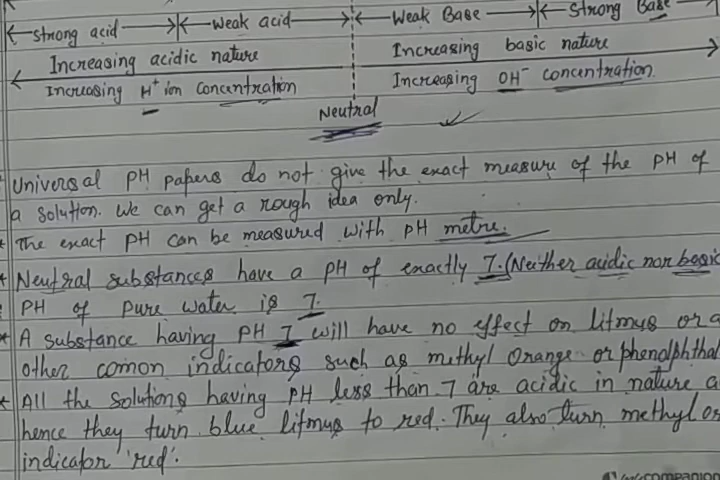 Strong acid Weak acid Weak Base Strong Base
Increasing acidic nature Increasing basic nature
Increasing H+ ion concentration Increasing OH- concentration
Neutral
Universal PH papers do not give the exact measure of the PH of
a solution. We can get a rough idea only.
* The exact PH can be measured with PH metre.
* Neutral substances have a PH of exactly 7. (Neither acidic nor basic
PH of pure water is 7.
* A substance having PH 7 will have no effect on litmus or a
other comon indicators such as methyl orange or phenolphthal
* All the solutions having PH less than 7 are acidic in nature a
hence they turn blue litmus to red. They also turn methyl or
indicator 'red'.
companion